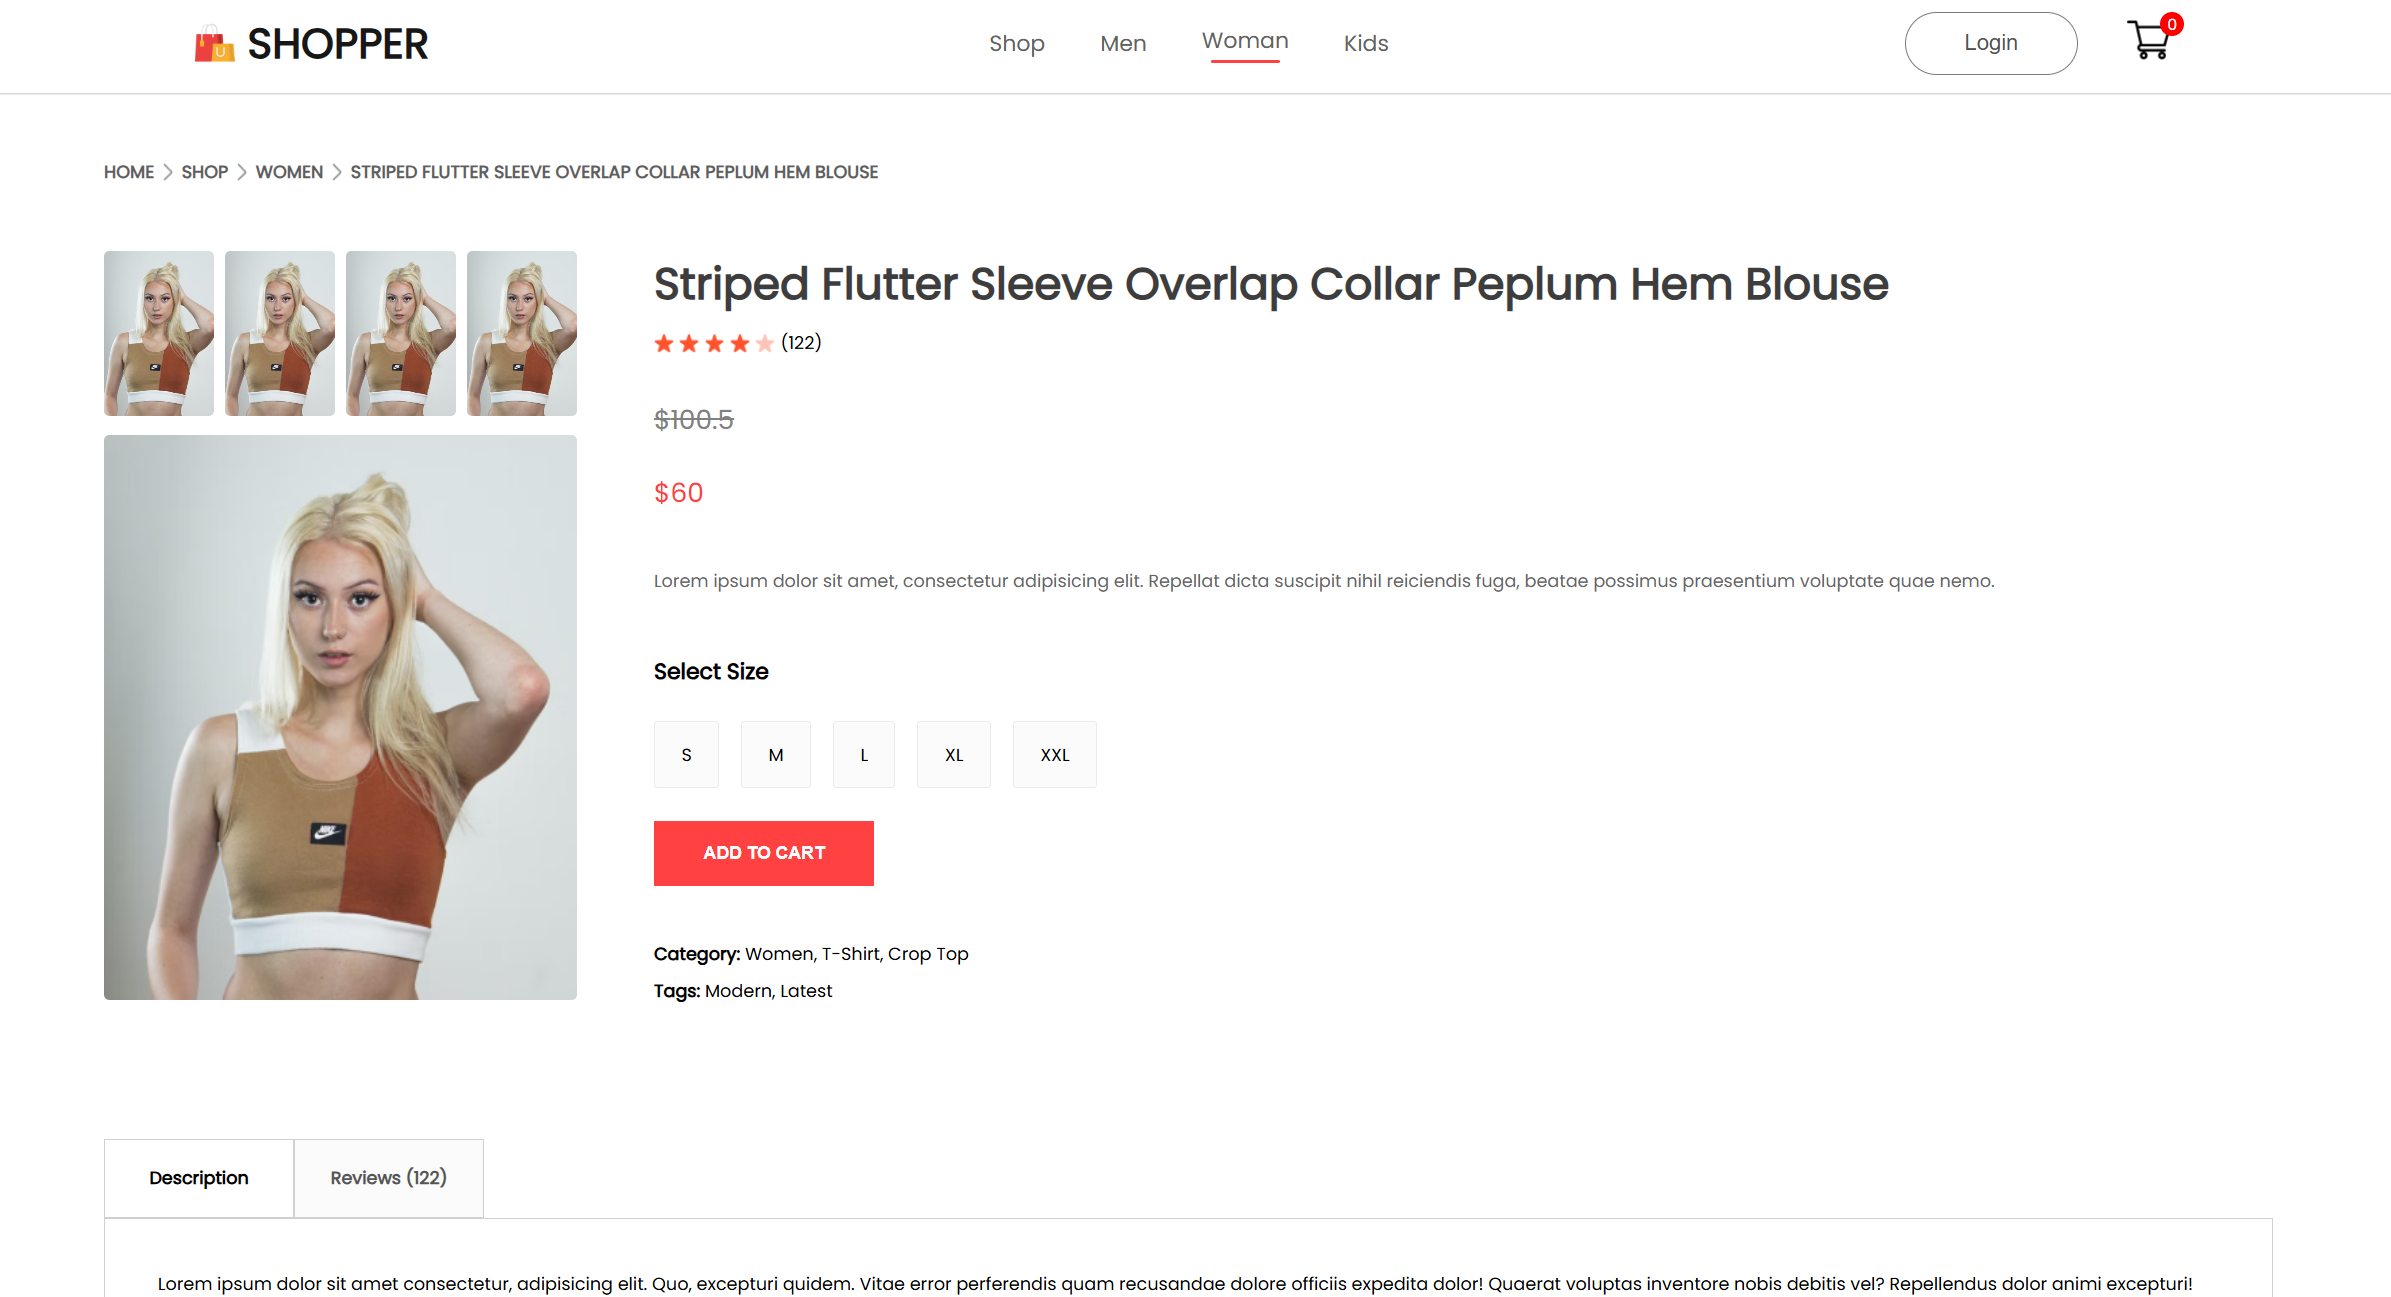 SHOPPER
Shop Men Woman Kids
Login
0
HOME > SHOP > WOMEN > STRIPED FLUTTER SLEEVE OVERLAP COLLAR PEPLUM HEM BLOUSE
Striped Flutter Sleeve Overlap Collar Peplum Hem Blouse
(122)
$100.5
$60
Lorem ipsum dolor sit amet, consectetur adipisicing elit. Repellat dicta suscipit nihil reiciendis fuga, beatae possimus praesentium voluptate quae nemo.
Select Size
S M L XL XXL
NIKE
ADD TO CART
Category: Women, T-Shirt, Crop Top
Tags: Modern, Latest
Description Reviews (122)
Lorem ipsum dolor sit amet consectetur, adipisicing elit. Quo, excepturi quidem. Vitae error perferendis quam recusandae dolore officiis expedita dolor! Quaerat voluptas inventore nobis debitis vel? Repellendus dolor animi excepturi!